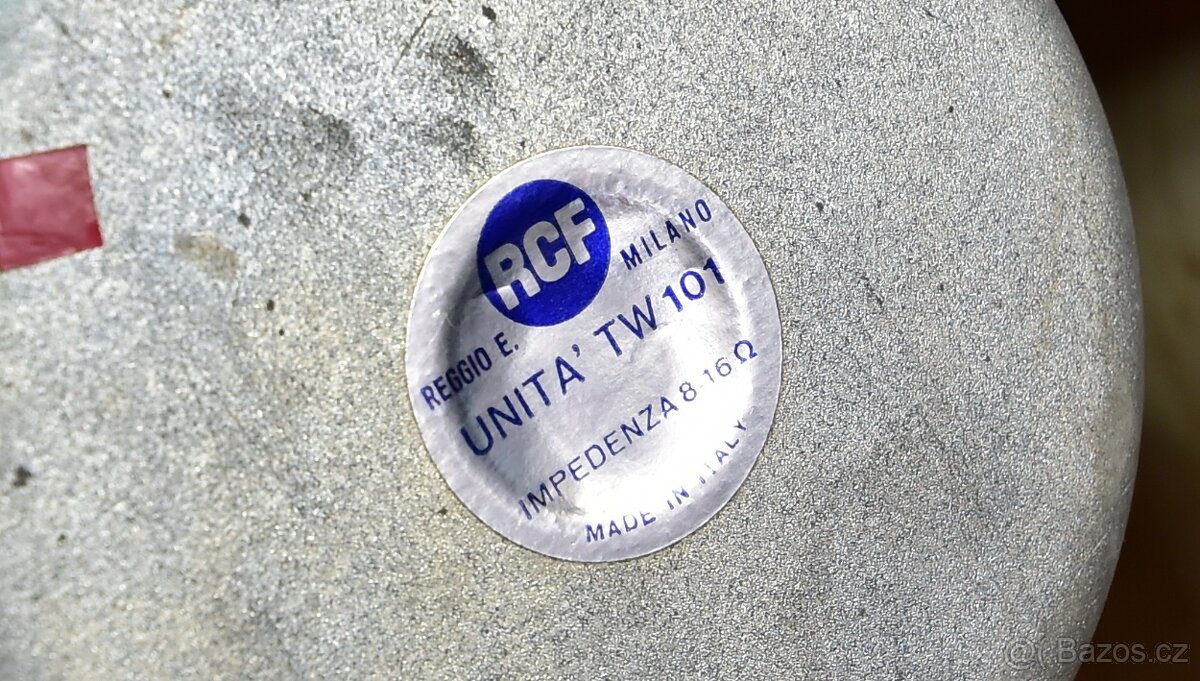 RCF
REGGIO E. MILANO
UNITA' TW 101
IMPEDENZA 8-16 Ω
MADE IN ITALY
Bazos.cz